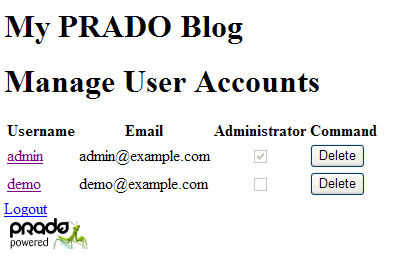 My PRADO Blog
Manage User Accounts
Username Email Administrator Command
admin admin@example.com Delete
demo demo@example.com Delete
Logout
prado
powered